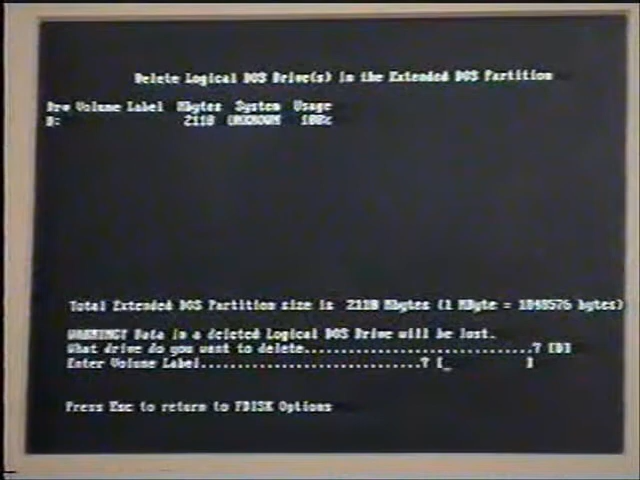 Delete Logical DOS Drive(s) in the Extended DOS Partition
Drv Volume Label Mbytes System Usage
D: 2110 UNKNOWN 100%
Total Extended DOS Partition size is 2110 Mbytes (1 MByte = 1048576 bytes)
WARNING! Data in a deleted Logical DOS Drive will be lost.
What drive do you want to delete...............................? [D]
Enter Volume Label..............................? [_ ]
Press Esc to return to FDISK Options